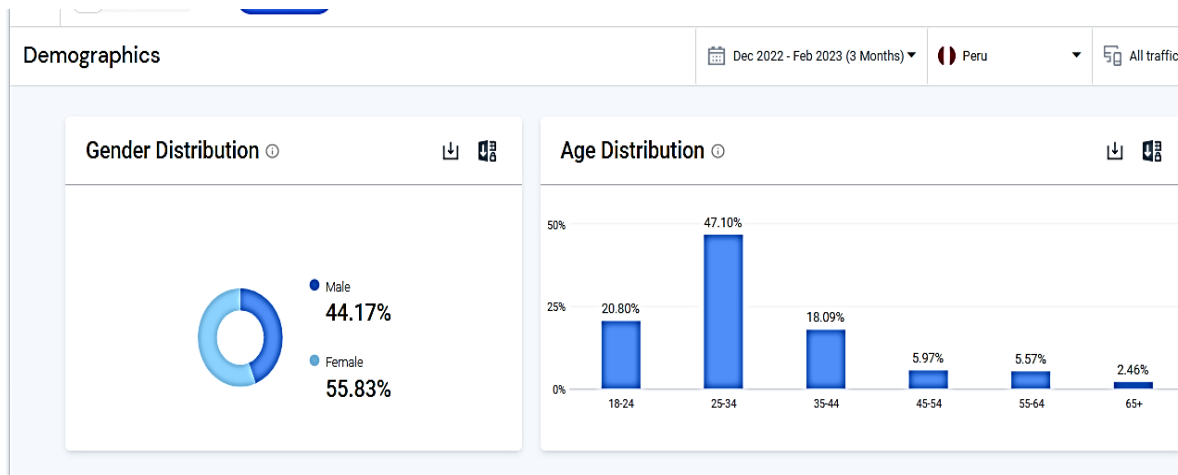 Demographics
Dec 2022 - Feb 2023 (3 Months)
Peru
All traffic
Gender Distribution
Male
44.17%
Female
55.83%
Age Distribution
50%
25%
0%
20.80%
47.10%
18.09%
5.97%
5.57%
2.46%
18-24
25-34
35-44
45-54
55-64
65+